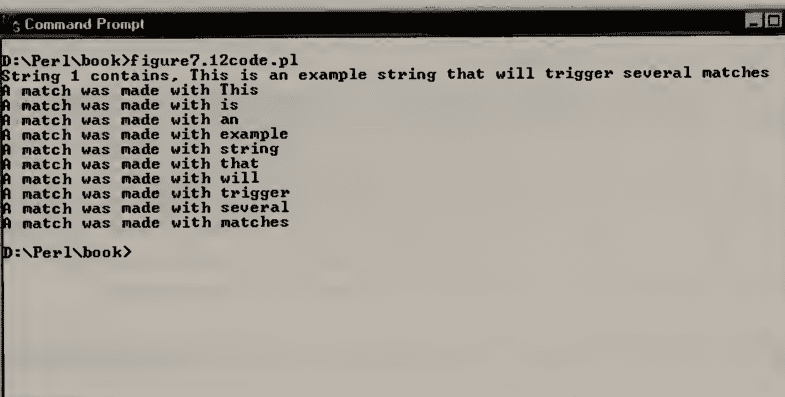 Command Prompt
D:\Perl\book>figure7.12code.pl
String 1 contains, This is an example string that will trigger several matches
A match was made with This
A match was made with is
A match was made with an
A match was made with example
A match was made with string
A match was made with that
A match was made with will
A match was made with trigger
A match was made with several
A match was made with matches
D:\Perl\book>